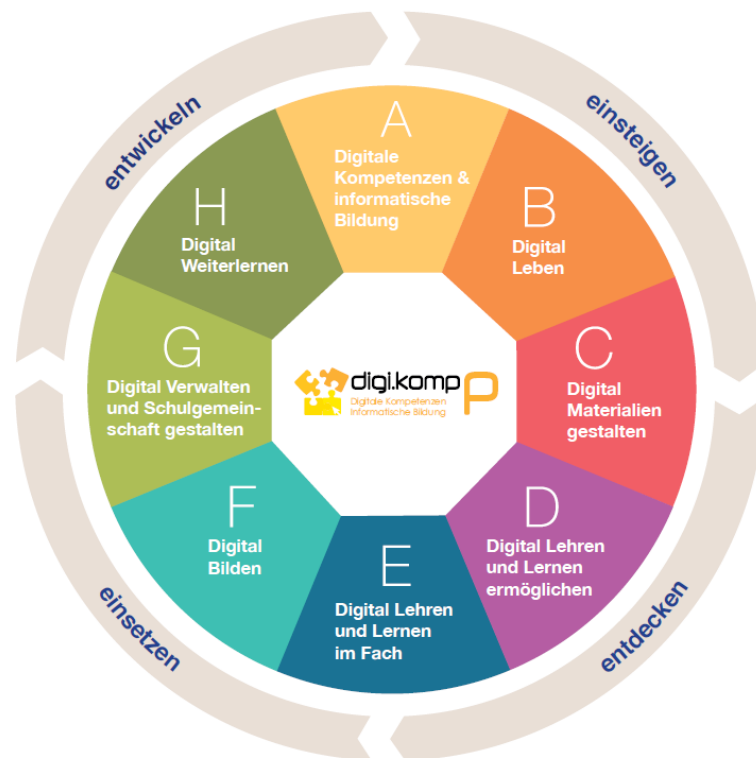 entwickeln
einsteigen
A
Digitale
Kompetenzen &
informatische
Bildung
B
Digital
Leben
C
Digital
Materialien
gestalten
D
Digital Lehren
und Lernen
ermöglichen
entdecken
E
Digital Lehren
und Lernen
im Fach
F
Digital
Bilden
einsetzen
G
Digital Verwalten
und Schulgemein-
schaft gestalten
H
Digital
Weiterlernen
digi.komp P
Digitale Kompetenzen
Informatische Bildung